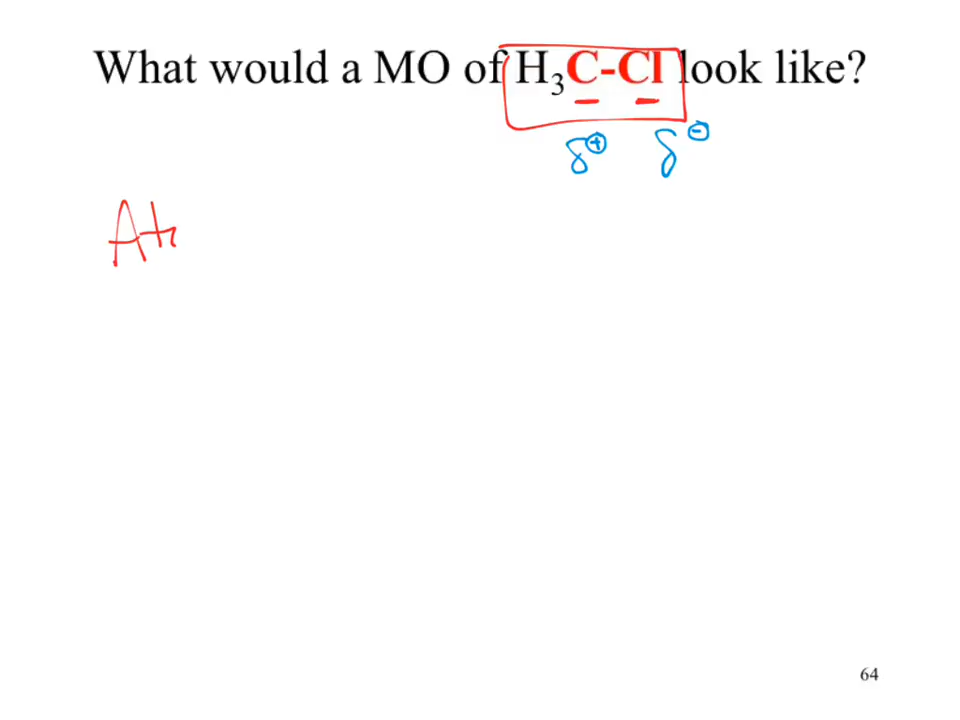 What would a MO of H₃C-Cl look like?
δ⊕ δ⊖
At
64